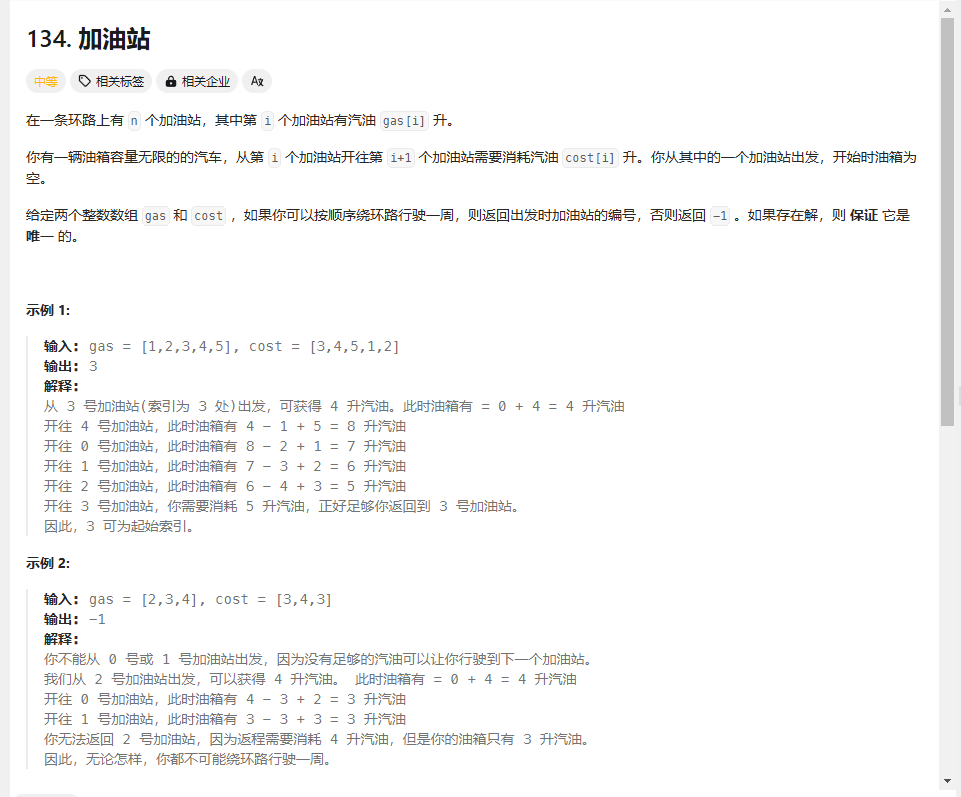 134. 加油站
中等 相关标签 相关企业 Aあ
在一条环路上有 n 个加油站，其中第 i 个加油站有汽油 gas[i] 升。
你有一辆油箱容量无限的的汽车，从第 i 个加油站开往第 i+1 个加油站需要消耗汽油 cost[i] 升。你从其中的一个加油站出发，开始时油箱为
空。
给定两个整数数组 gas 和 cost ，如果你可以按顺序绕环路行驶一周，则返回出发时加油站的编号，否则返回 -1 。如果存在解，则 保证 它是
唯一 的。
示例 1:
输入: gas = [1,2,3,4,5], cost = [3,4,5,1,2]
输出: 3
解释:
从 3 号加油站(索引为 3 处)出发，可获得 4 升汽油。此时油箱有 = 0 + 4 = 4 升汽油
开往 4 号加油站，此时油箱有 4 - 1 + 5 = 8 升汽油
开往 0 号加油站，此时油箱有 8 - 2 + 1 = 7 升汽油
开往 1 号加油站，此时油箱有 7 - 3 + 2 = 6 升汽油
开往 2 号加油站，此时油箱有 6 - 4 + 3 = 5 升汽油
开往 3 号加油站，你需要消耗 5 升汽油，正好足够你返回到 3 号加油站。
因此，3 可为起始索引。
示例 2:
输入: gas = [2,3,4], cost = [3,4,3]
输出: -1
解释:
你不能从 0 号或 1 号加油站出发，因为没有足够的汽油可以让你行驶到下一个加油站。
我们从 2 号加油站出发，可以获得 4 升汽油。 此时油箱有 = 0 + 4 = 4 升汽油
开往 0 号加油站，此时油箱有 4 - 3 + 2 = 3 升汽油
开往 1 号加油站，此时油箱有 3 - 3 + 3 = 3 升汽油
你无法返回 2 号加油站，因为返程需要消耗 4 升汽油，但是你的油箱只有 3 升汽油。
因此，无论怎样，你都不可能绕环路行驶一周。